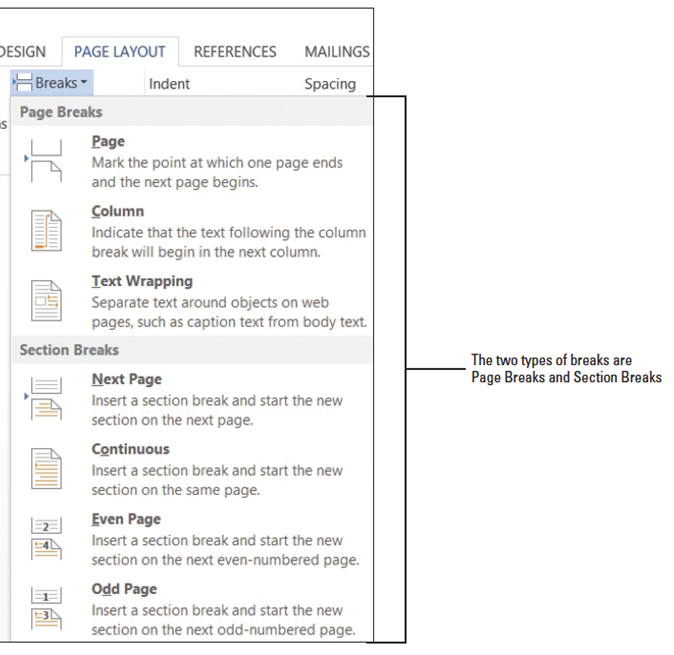 DESIGN PAGE LAYOUT REFERENCES MAILINGS
Breaks Indent Spacing
Page Breaks
Page
Mark the point at which one page ends
and the next page begins.
Column
Indicate that the text following the column
break will begin in the next column.
Text Wrapping
Separate text around objects on web
pages, such as caption text from body text.
Section Breaks
Next Page
Insert a section break and start the new
section on the next page.
Continuous
Insert a section break and start the new
section on the same page.
Even Page
2
4
Insert a section break and start the new
section on the next even-numbered page.
Odd Page
1
3
Insert a section break and start the new
section on the next odd-numbered page.
The two types of breaks are
Page Breaks and Section Breaks